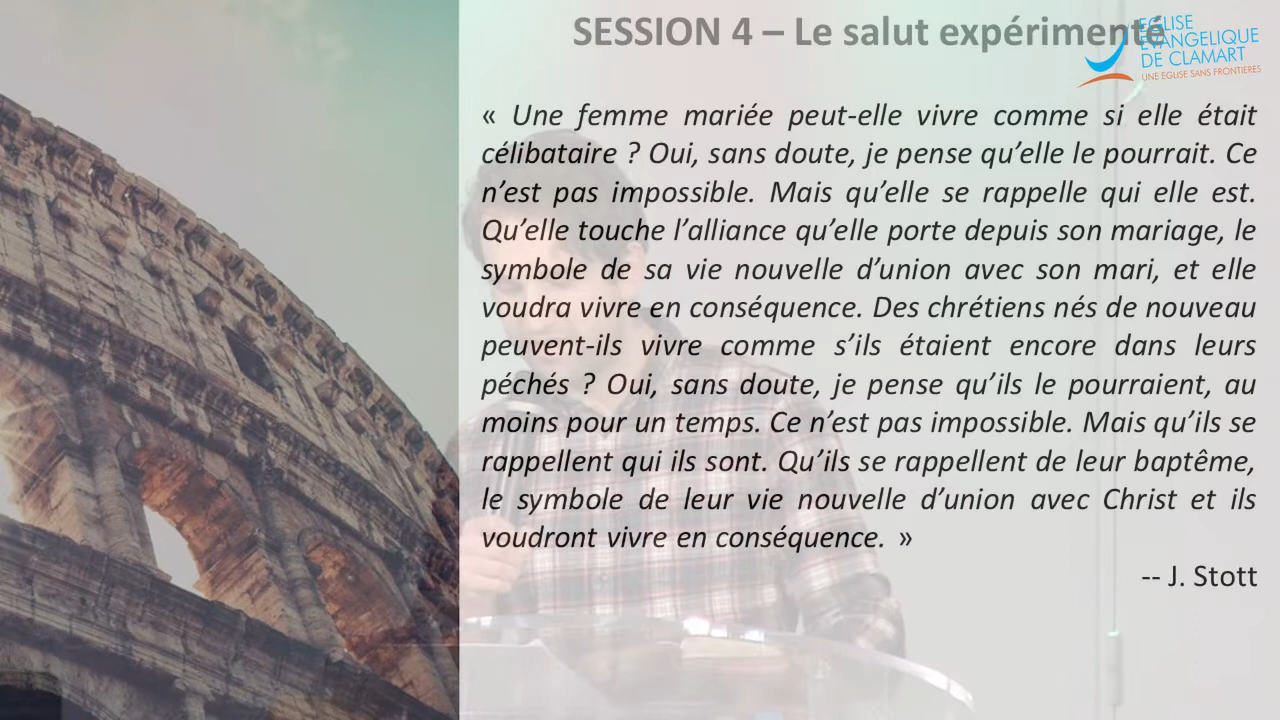 SESSION 4 – Le salut expérimenté
EGLISE
EVANGELIQUE
DE CLAMART
UNE EGLISE SANS FRONTIERES
« Une femme mariée peut-elle vivre comme si elle était
célibataire ? Oui, sans doute, je pense qu’elle le pourrait. Ce
n’est pas impossible. Mais qu’elle se rappelle qui elle est.
Qu’elle touche l’alliance qu’elle porte depuis son mariage, le
symbole de sa vie nouvelle d’union avec son mari, et elle
voudra vivre en conséquence. Des chrétiens nés de nouveau
peuvent-ils vivre comme s’ils étaient encore dans leurs
péchés ? Oui, sans doute, je pense qu’ils le pourraient, au
moins pour un temps. Ce n’est pas impossible. Mais qu’ils se
rappellent qui ils sont. Qu’ils se rappellent de leur baptême,
le symbole de leur vie nouvelle d’union avec Christ et ils
voudront vivre en conséquence. »
-- J. Stott